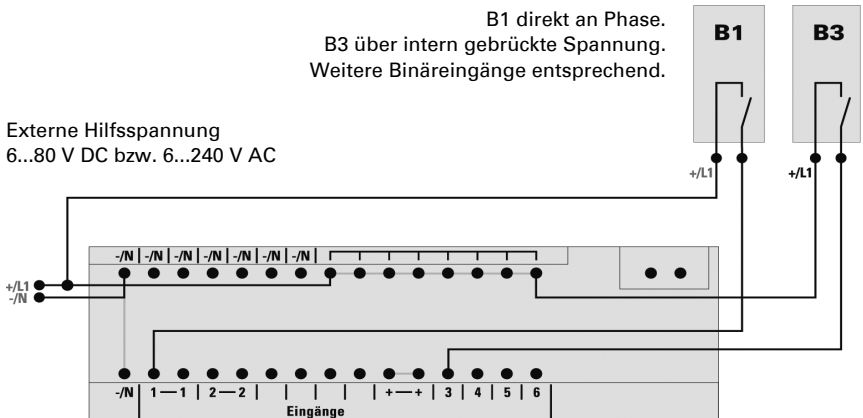 B1 direkt an Phase.
B3 über intern gebrückte Spannung.
Weitere Binäreingänge entsprechend.
B1
B3
Externe Hilfsspannung
6...80 V DC bzw. 6...240 V AC
+/L1
+/L1
-/N | -/N | -/N | -/N | -/N | -/N | -/N |
+/L1
-/N
-/N | 1 — 1 | 2 — 2 | | | | | + — + | 3 | 4 | 5 | 6
Eingänge